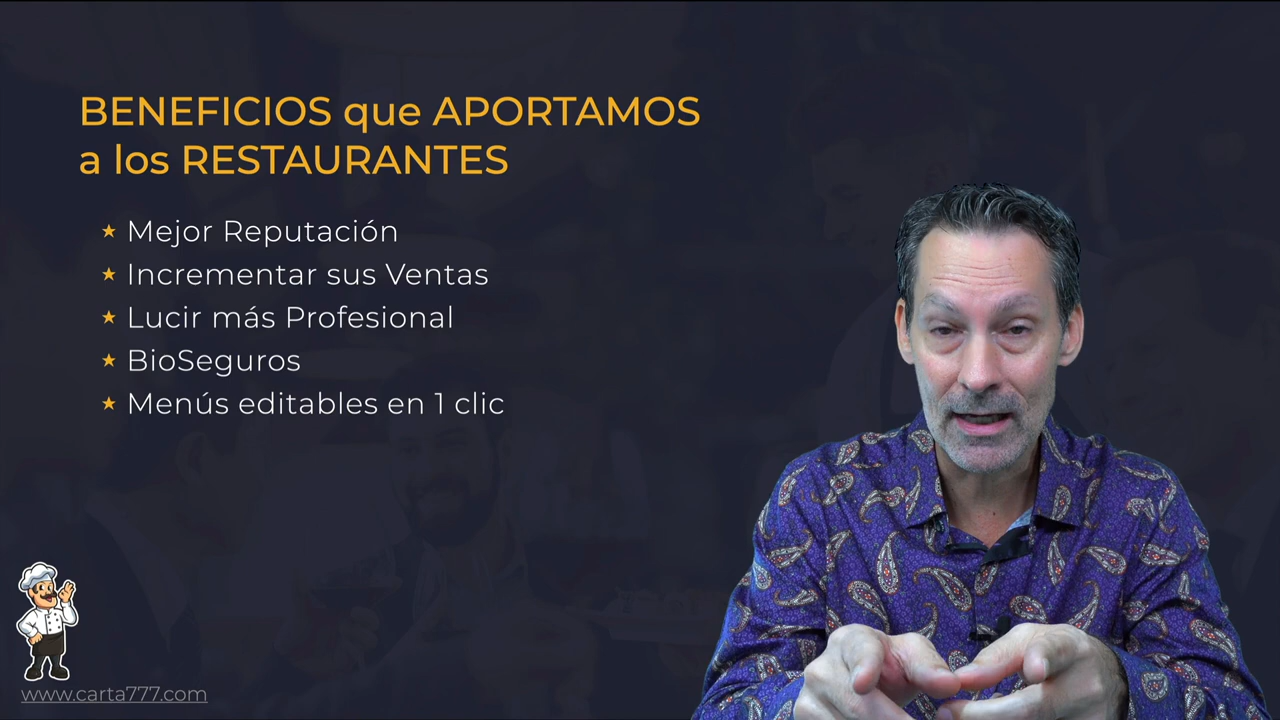 BENEFICIOS que APORTAMOS
a los RESTAURANTES
★ Mejor Reputación
★ Incrementar sus Ventas
★ Lucir más Profesional
★ BioSeguros
★ Menús editables en 1 clic
www.carta777.com